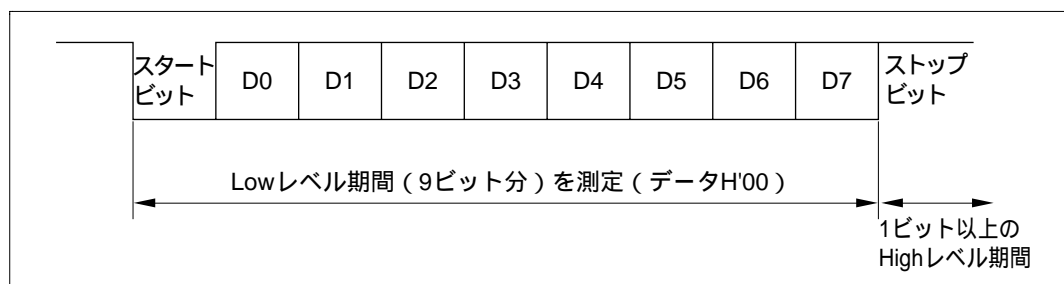 スタート
ビット
D0
D1
D2
D3
D4
D5
D6
D7
ストップ
ビット
Lowレベル期間（9ビット分）を測定（データH'00）
1ビット以上の
Highレベル期間